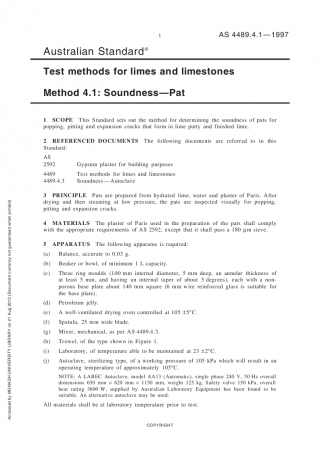 1
AS 4489.4.1—1997
Australian Standard®
Test methods for limes and limestones
Method 4.1: Soundness—Pat
1 SCOPE This Standard sets out the method for determining the soundness of pats for
popping, pitting and expansion cracks that form in lime putty and finished lime.
2 REFERENCED DOCUMENTS The following documents are referred to in this
Standard:
AS
2592 Gypsum plaster for building purposes
4489 Test methods for limes and limestones
4489.4.3 Soundness—Autoclave
3 PRINCIPLE Pats are prepared from hydrated lime, water and plaster of Paris. After
drying and then steaming at low pressure, the pats are inspected visually for popping,
pitting and expansion cracks.
4 MATERIALS The plaster of Paris used in the preparation of the pats shall comply
with the appropriate requirements of AS 2592, except that it shall pass a 180 µm sieve.
5 APPARATUS The following apparatus is required:
(a) Balance, accurate to 0.05 g.
(b) Beaker or bowl, of minimum 1 L capacity.
(c) Three ring moulds (100 mm internal diameter, 5 mm deep, an annular thickness of
at least 5 mm, and having an internal taper of about 5 degrees), each with a non-
porous base plate about 140 mm square (6 mm wire reinforced glass is suitable for
the base plate).
(d) Petroleum jelly.
(e) A well-ventilated drying oven controlled at 105 ±5°C.
(f) Spatula, 25 mm wide blade.
(g) Mixer, mechanical, as per AS 4489.4.3.
(h) Trowel, of the shape shown in Figure 1.
(i) Laboratory, of temperature able to be maintained at 23 ±2°C.
(j) Autoclave, sterilizing type, of a working pressure of 105 kPa which will result in an
operating temperature of approximately 105°C.
NOTE: A LABEC Autoclave, model AA13 (Automatic), single phase 240 V, 50 Hz overall
dimensions 650 mm × 620 mm × 1130 mm, weight 125 kg, Safety valve 150 kPa, overall
heat rating 3600 W, supplied by Australian Laboratory Equipment has been found to be
suitable. An alternative autoclave may be used.
All materials shall be at laboratory temperature prior to test.
COPYRIGHT
Accessed by MONASH UNIVERSITY LIBRARY on 21 Aug 2013 (Document currency not guaranteed when printed)